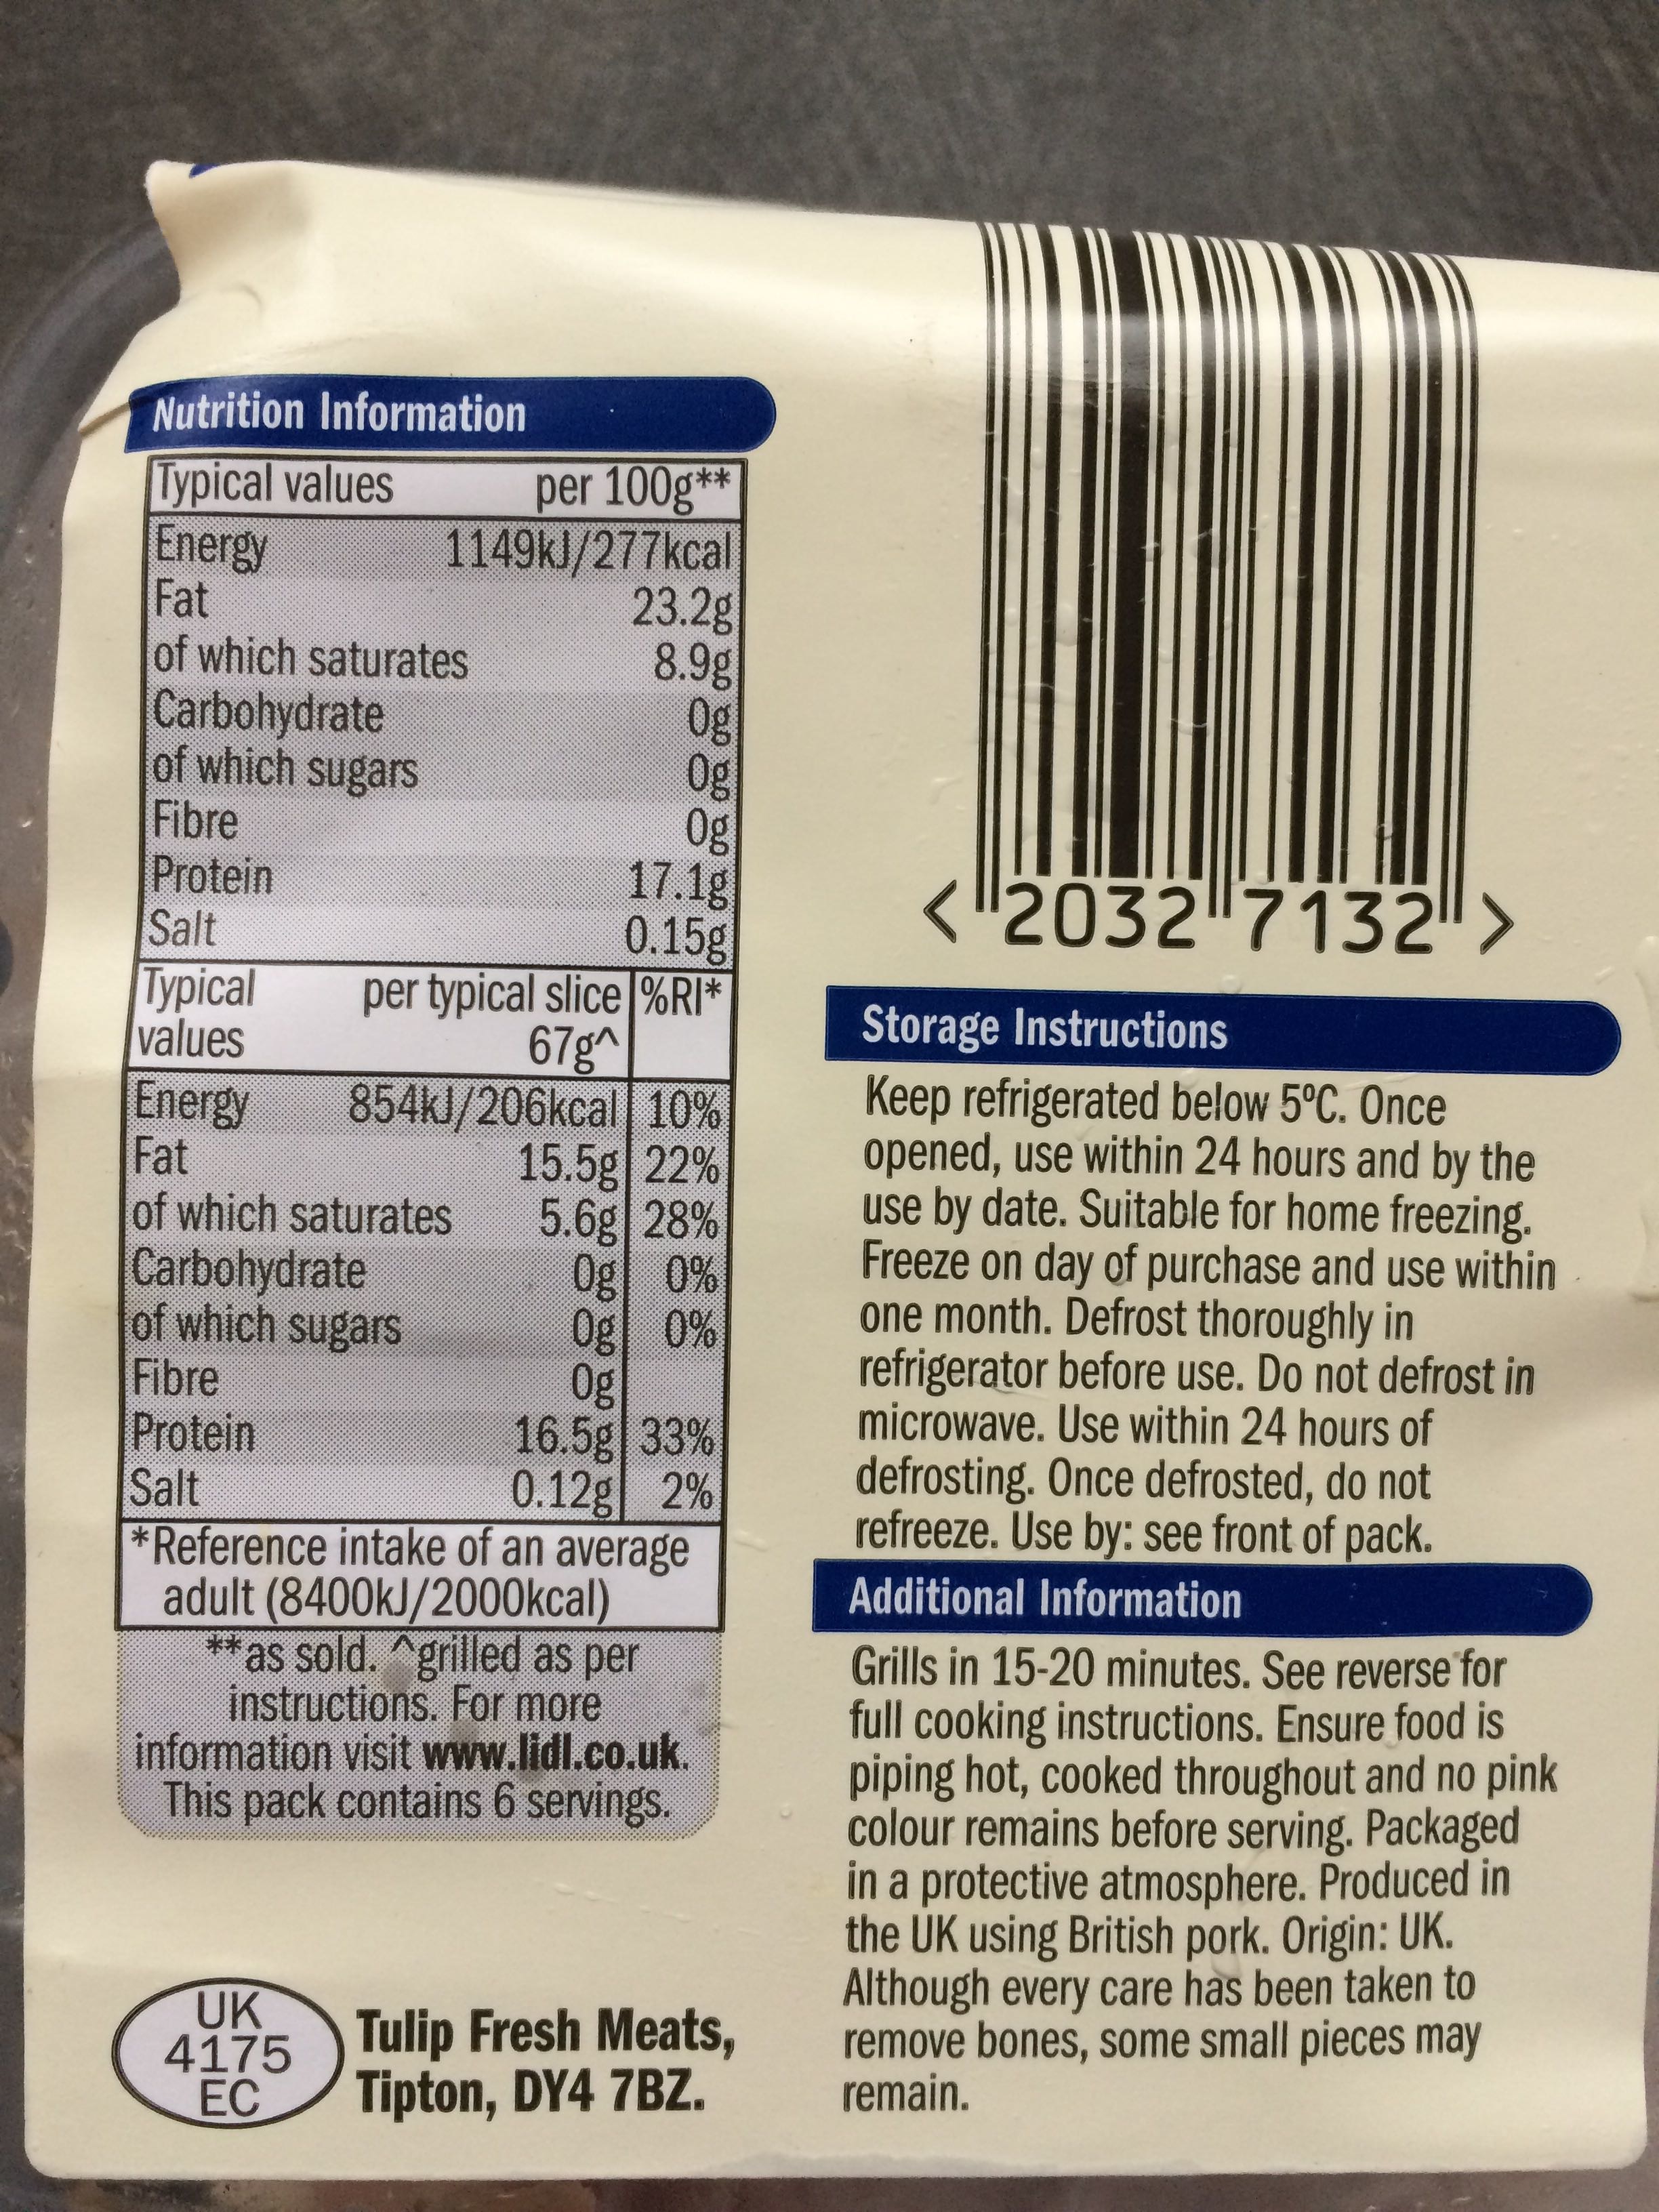 Nutrition Information
Typical values per 100g**
Energy 1149kJ/277kcal
Fat 23.2g
of which saturates 8.9g
Carbohydrate 0g
of which sugars 0g
Fibre 0g
Protein 17.1g
Salt 0.15g
Typical values per typical slice 67g^ %RI*
Energy 854kJ/206kcal 10%
Fat 15.5g 22%
of which saturates 5.6g 28%
Carbohydrate 0g 0%
of which sugars 0g 0%
Fibre 0g
Protein 16.5g 33%
Salt 0.12g 2%
*Reference intake of an average
adult (8400kJ/2000kcal)
**as sold. ^grilled as per
instructions. For more
information visit www.lidl.co.uk.
This pack contains 6 servings.
UK
4175
EC
Tulip Fresh Meats,
Tipton, DY4 7BZ.
< 2032 7132 >
Storage Instructions
Keep refrigerated below 5ºC. Once
opened, use within 24 hours and by the
use by date. Suitable for home freezing.
Freeze on day of purchase and use within
one month. Defrost thoroughly in
refrigerator before use. Do not defrost in
microwave. Use within 24 hours of
defrosting. Once defrosted, do not
refreeze. Use by: see front of pack.
Additional Information
Grills in 15-20 minutes. See reverse for
full cooking instructions. Ensure food is
piping hot, cooked throughout and no pink
colour remains before serving. Packaged
in a protective atmosphere. Produced in
the UK using British pork. Origin: UK.
Although every care has been taken to
remove bones, some small pieces may
remain.